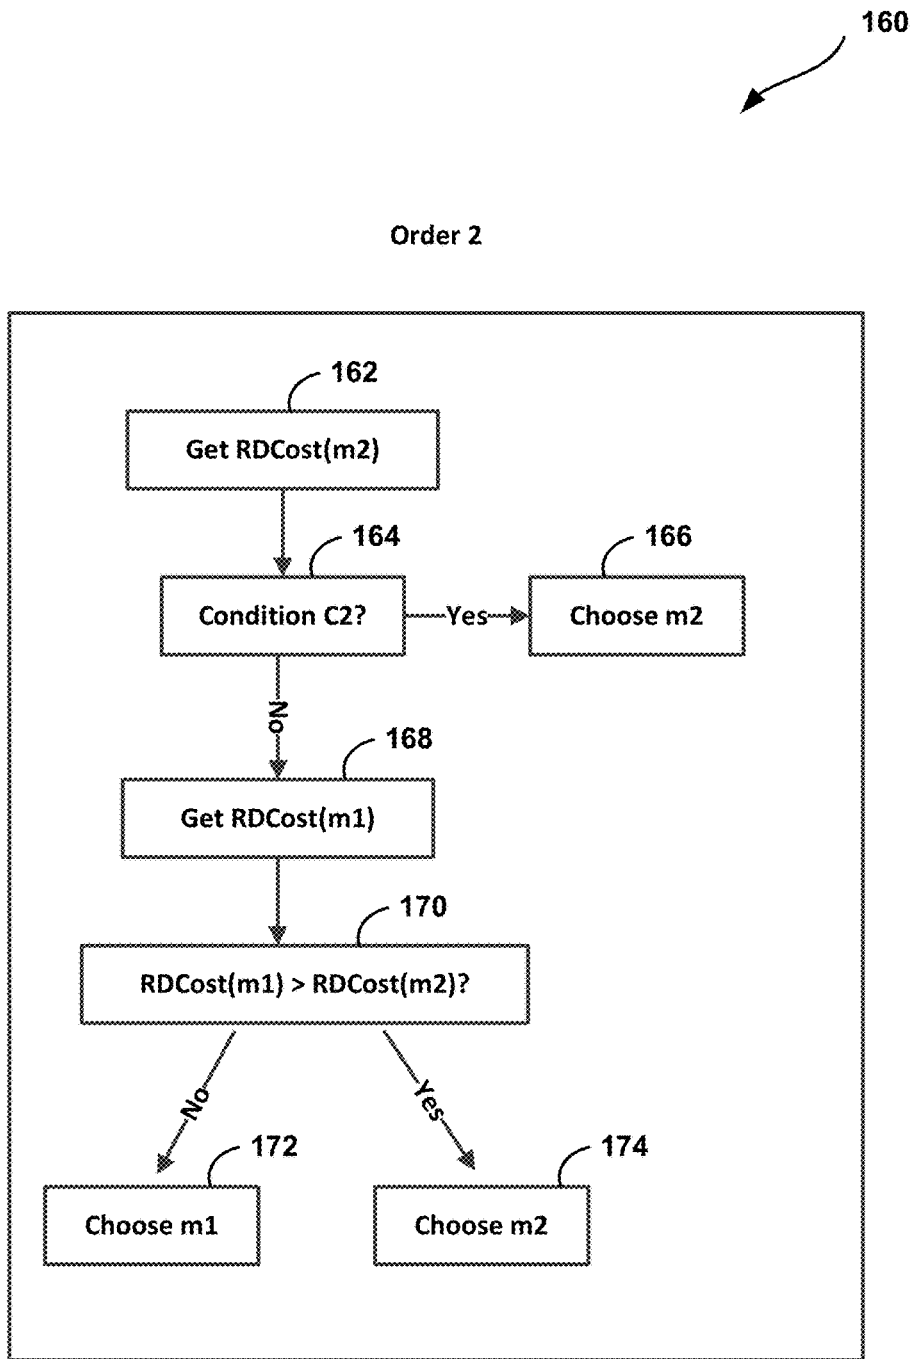 160
Order 2
162
Get RDCost(m2)
164
166
Condition C2?
Yes
Choose m2
No
168
Get RDCost(m1)
170
RDCost(m1) > RDCost(m2)?
No
Yes
172
174
Choose m1
Choose m2